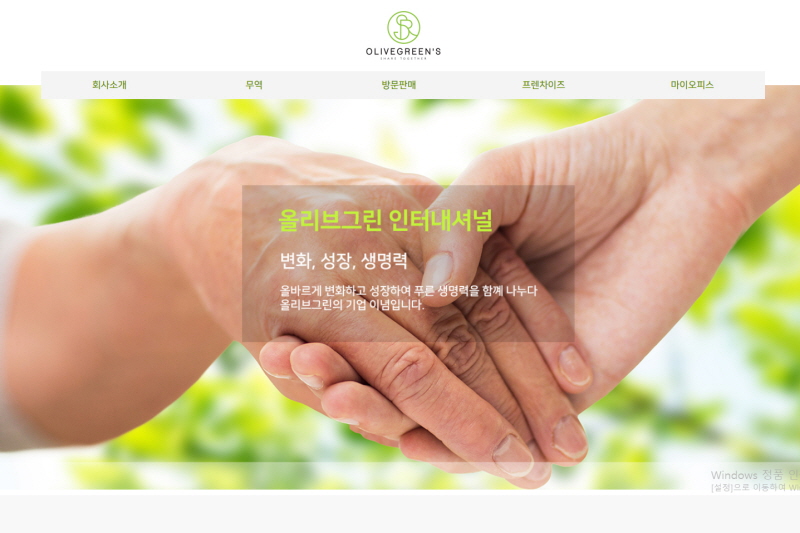 OLIVEGREEN'S
SHARE TOGETHER
회사소개 무역 방문판매 프렌차이즈 마이오피스
올리브그린 인터내셔널
변화, 성장, 생명력
올바르게 변화하고 성장하여 푸른 생명력을 함께 나누다
올리브그린의 기업 이념입니다.
Windows 정품 인
[설정]으로 이동하여 Wi